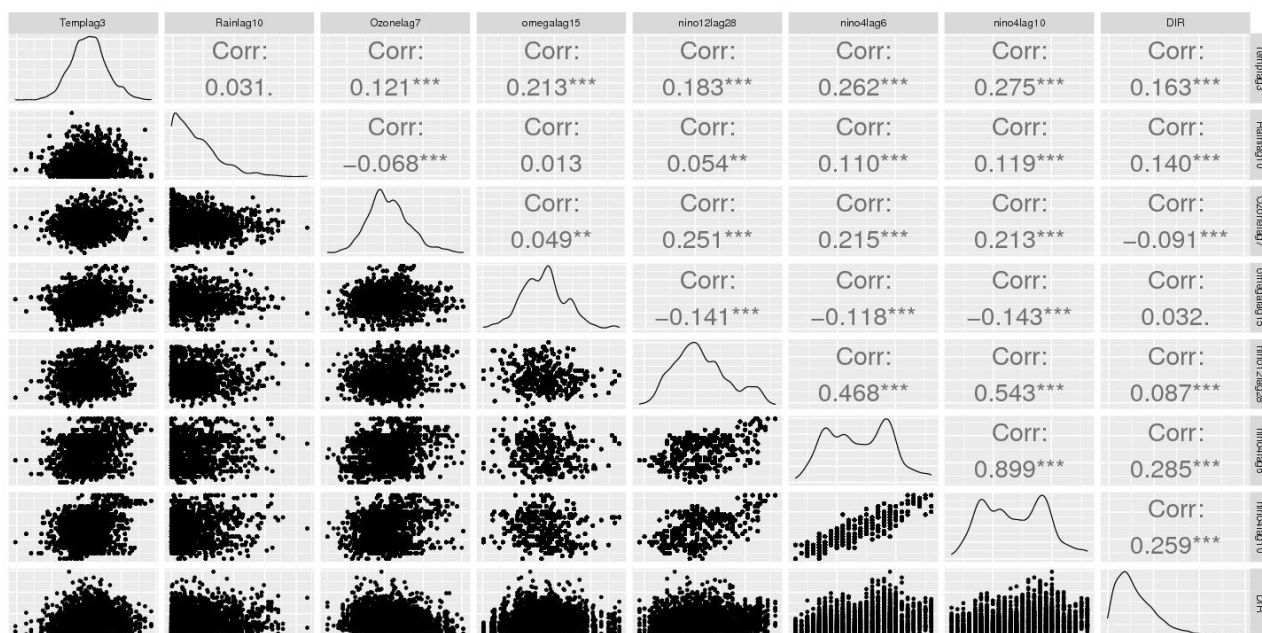 Templag3 Rainlag10 Ozonelag7 omegalag15 nino12lag28 nino4lag6 nino4lag10 DIR
Corr: Corr: Corr: Corr: Corr: Corr: Corr:
0.031. 0.121*** 0.213*** 0.183*** 0.262*** 0.275*** 0.163***
Corr: Corr: Corr: Corr: Corr: Corr:
−0.068*** 0.013 0.054** 0.110*** 0.119*** 0.140***
Corr: Corr: Corr: Corr: Corr:
0.049** 0.251*** 0.215*** 0.213*** −0.091***
Corr: Corr: Corr: Corr:
−0.141*** −0.118*** −0.143*** 0.032.
Corr: Corr: Corr:
0.468*** 0.543*** 0.087***
Corr: Corr:
0.899*** 0.285***
Corr:
0.259***